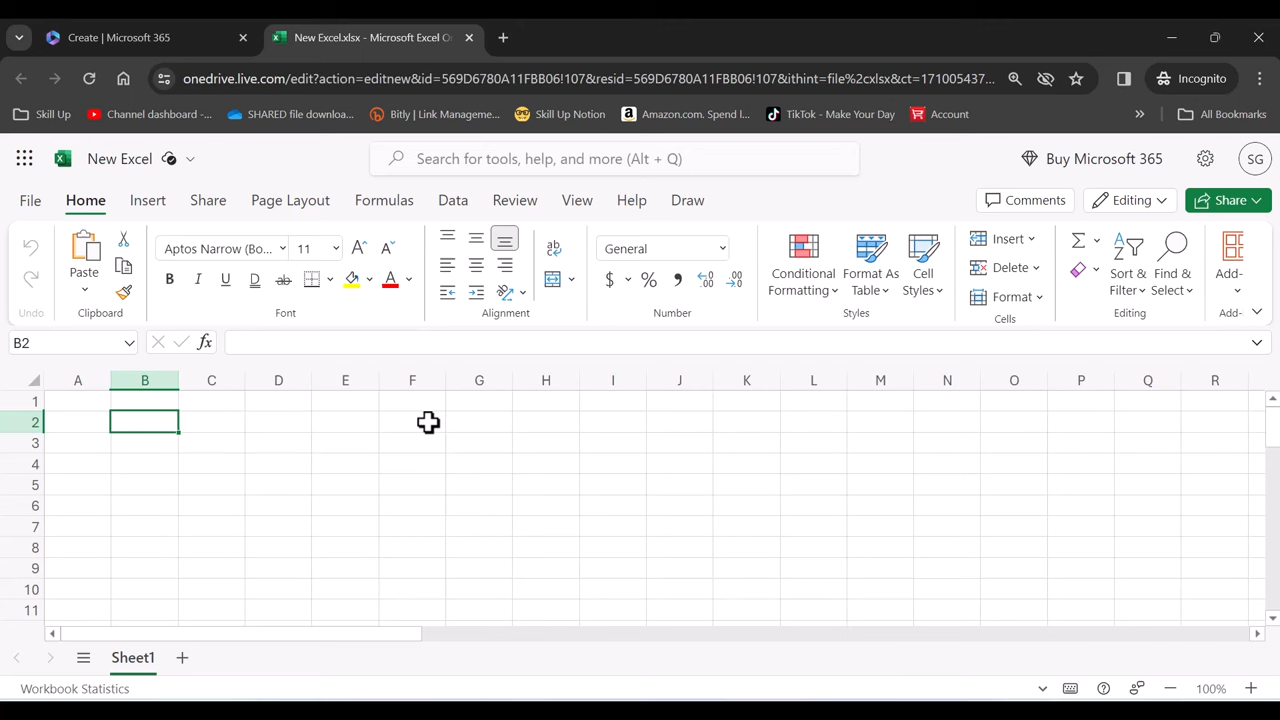 Create | Microsoft 365
New Excel.xlsx - Microsoft Excel O
onedrive.live.com/edit?action=editnew&id=569D6780A11FBB06!107&resid=569D6780A11FBB06!107&ithint=file%2cxlsx&ct=171005437...
Incognito
Skill Up
Channel dashboard -...
SHARED file downloa...
Bitly | Link Manageme...
Skill Up Notion
Amazon.com. Spend l...
TikTok - Make Your Day
Account
»
All Bookmarks
New Excel
Search for tools, help, and more (Alt + Q)
Buy Microsoft 365
SG
File Home Insert Share Page Layout Formulas Data Review View Help Draw
Comments
Editing
Share
Paste
Aptos Narrow (Bo...
11
General
Conditional
Formatting
Format As
Table
Cell
Styles
Insert
Delete
Format
Sort &
Filter
Find &
Select
Add-
Undo Clipboard Font Alignment Number Styles Cells Editing Add-
B2
fx
A B C D E F G H I J K L M N O P Q R
1
2
3
4
5
6
7
8
9
10
11
Sheet1
Workbook Statistics
100%